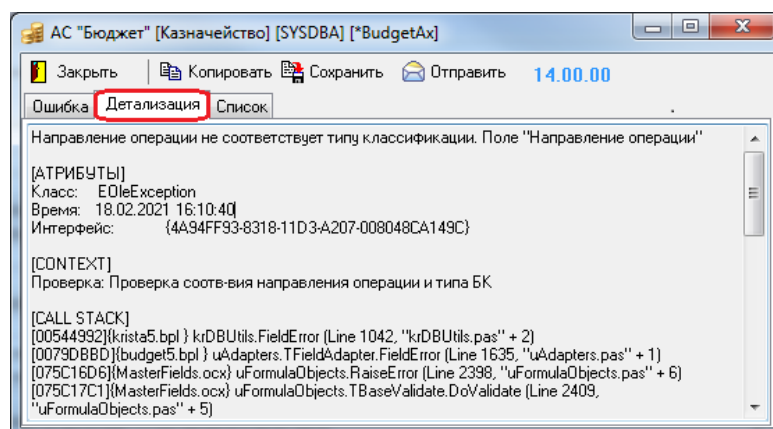 АС "Бюджет" [Казначейство] [SYSDBA] [*BudgetAx]
Закрыть Копировать Сохранить Отправить 14.00.00
Ошибка Детализация Список
Направление операции не соответствует типу классификации. Поле "Направление операции"
[АТРИБУТЫ]
Класс: EOleException
Время: 18.02.2021 16:10:40
Интерфейс: {4A94FF93-8318-11D3-A207-008048CA149C}
[CONTEXT]
Проверка: Проверка соотв-вия направления операции и типа БК
[CALL STACK]
[00544992]{krista5.bpl } krDBUtils.FieldError (Line 1042, "krDBUtils.pas" + 2)
[0079DBBD]{budget5.bpl } uAdapters.TFieldAdapter.FieldError (Line 1635, "uAdapters.pas" + 1)
[075C16D6]{MasterFields.ocx} uFormulaObjects.RaiseError (Line 2398, "uFormulaObjects.pas" + 6)
[075C17C1]{MasterFields.ocx} uFormulaObjects.TBaseValidate.DoValidate (Line 2409,
"uFormulaObjects.pas" + 5)